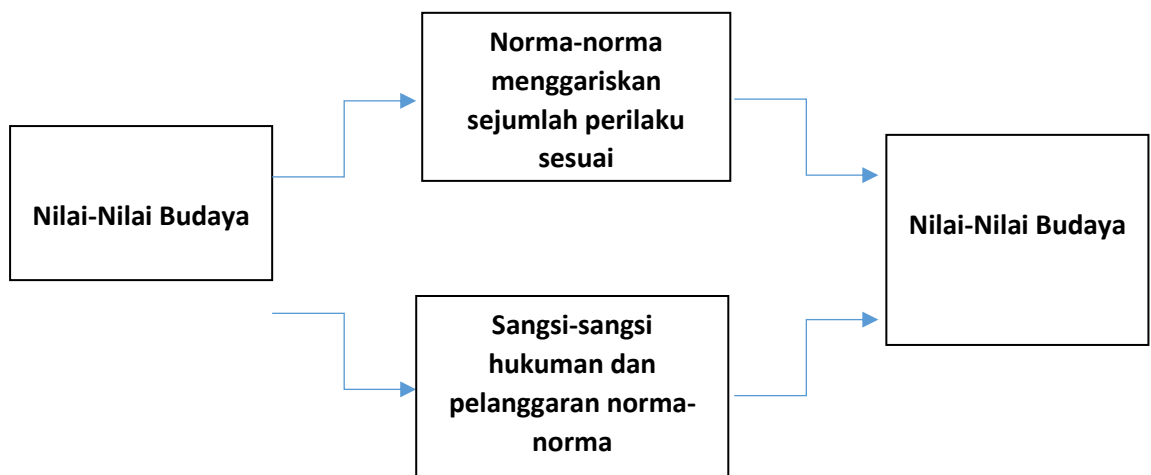 Norma-norma
menggariskan
sejumlah perilaku
sesuai
Nilai-Nilai Budaya
Nilai-Nilai Budaya
Sangsi-sangsi
hukuman dan
pelanggaran norma-
norma